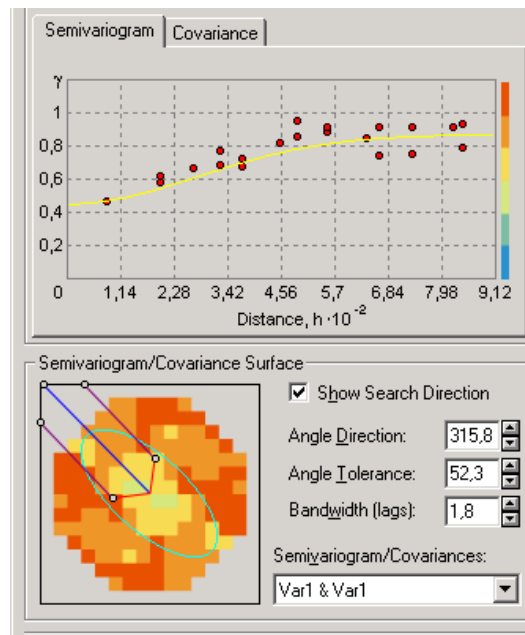 Semivariogram Covariance
γ
1
0,8
0,6
0,4
0,2
0 1,14 2,28 3,42 4,56 5,7 6,84 7,98 9,12
Distance, h ·10⁻²
Semivariogram/Covariance Surface
Show Search Direction
Angle Direction: 315,8
Angle Tolerance: 52,3
Bandwidth (lags): 1,8
Semivariogram/Covariances:
Var1 & Var1